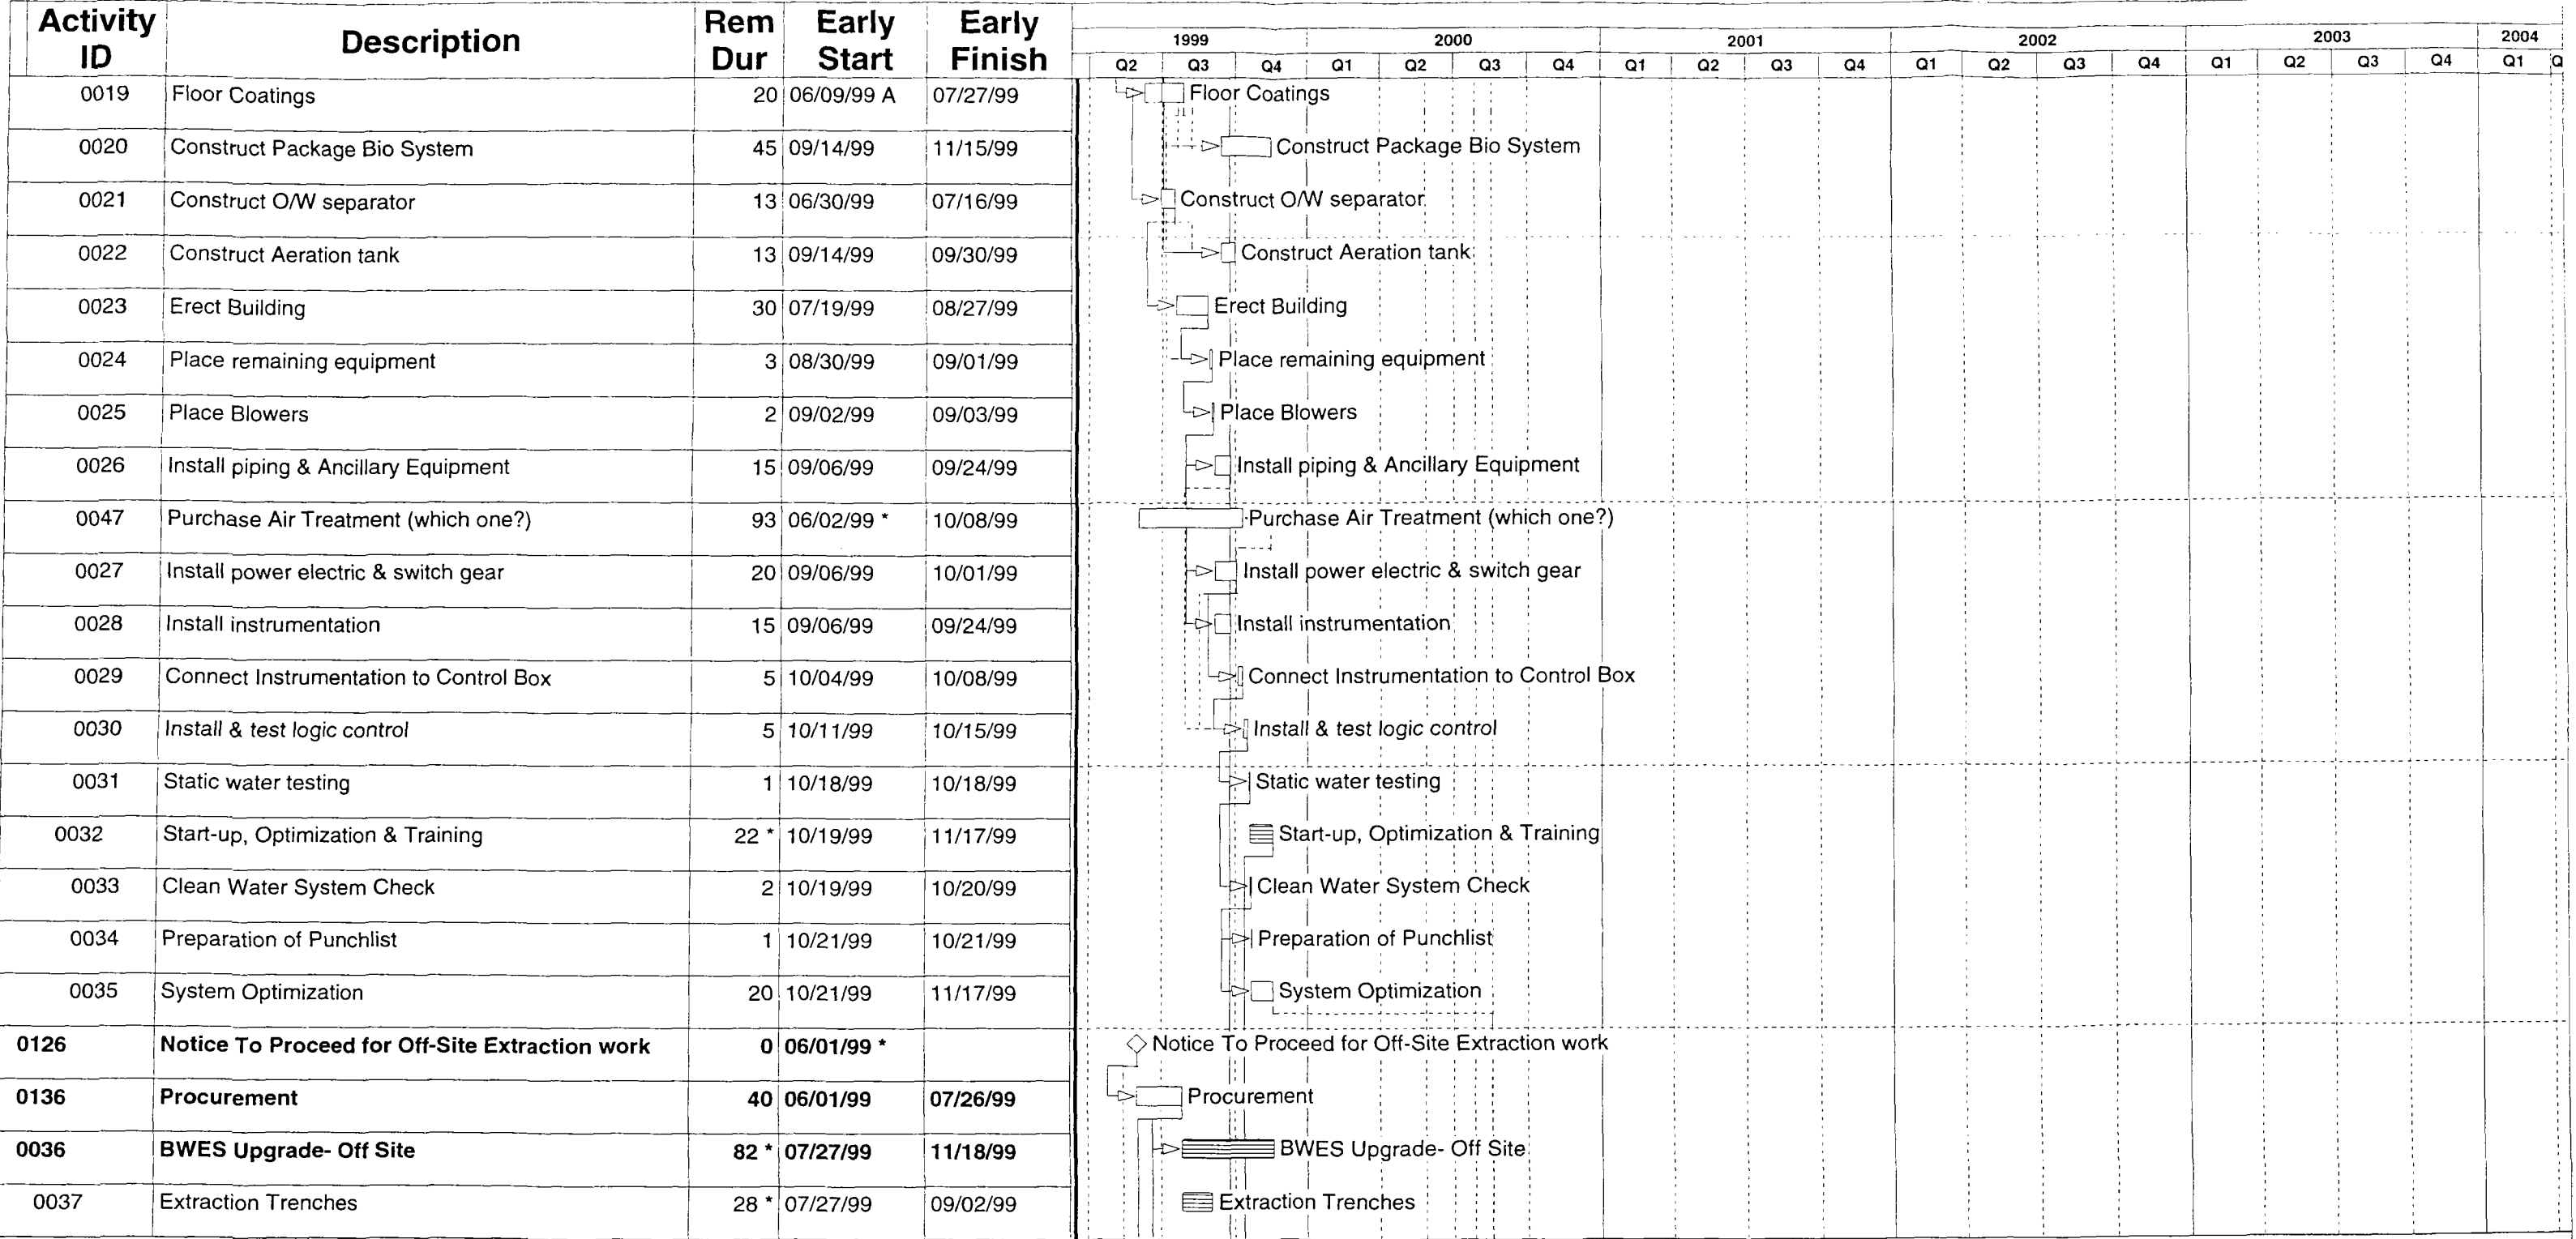 Activity ID Description Rem Dur Early Start Early Finish
1999 2000 2001 2002 2003 2004
Q2 Q3 Q4 Q1 Q2 Q3 Q4 Q1 Q2 Q3 Q4 Q1 Q2 Q3 Q4 Q1 Q2 Q3 Q4 Q1 Q
0019 Floor Coatings 20 06/09/99 A 07/27/99 Floor Coatings
0020 Construct Package Bio System 45 09/14/99 11/15/99 Construct Package Bio System
0021 Construct O/W separator 13 06/30/99 07/16/99 Construct O/W separator
0022 Construct Aeration tank 13 09/14/99 09/30/99 Construct Aeration tank
0023 Erect Building 30 07/19/99 08/27/99 Erect Building
0024 Place remaining equipment 3 08/30/99 09/01/99 Place remaining equipment
0025 Place Blowers 2 09/02/99 09/03/99 Place Blowers
0026 Install piping & Ancillary Equipment 15 09/06/99 09/24/99 Install piping & Ancillary Equipment
0047 Purchase Air Treatment (which one?) 93 06/02/99 * 10/08/99 Purchase Air Treatment (which one?)
0027 Install power electric & switch gear 20 09/06/99 10/01/99 Install power electric & switch gear
0028 Install instrumentation 15 09/06/99 09/24/99 Install instrumentation
0029 Connect Instrumentation to Control Box 5 10/04/99 10/08/99 Connect Instrumentation to Control Box
0030 Install & test logic control 5 10/11/99 10/15/99 Install & test logic control
0031 Static water testing 1 10/18/99 10/18/99 Static water testing
0032 Start-up, Optimization & Training 22 * 10/19/99 11/17/99 Start-up, Optimization & Training
0033 Clean Water System Check 2 10/19/99 10/20/99 Clean Water System Check
0034 Preparation of Punchlist 1 10/21/99 10/21/99 Preparation of Punchlist
0035 System Optimization 20 10/21/99 11/17/99 System Optimization
0126 Notice To Proceed for Off-Site Extraction work 0 06/01/99 * Notice To Proceed for Off-Site Extraction work
0136 Procurement 40 06/01/99 07/26/99 Procurement
0036 BWES Upgrade- Off Site 82 * 07/27/99 11/18/99 BWES Upgrade- Off Site
0037 Extraction Trenches 28 * 07/27/99 09/02/99 Extraction Trenches